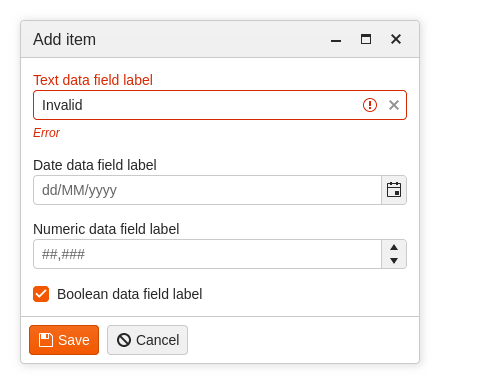 Add item
Text data field label
Invalid
Error
Date data field label
dd/MM/yyyy
Numeric data field label
##,###
Boolean data field label
Save Cancel